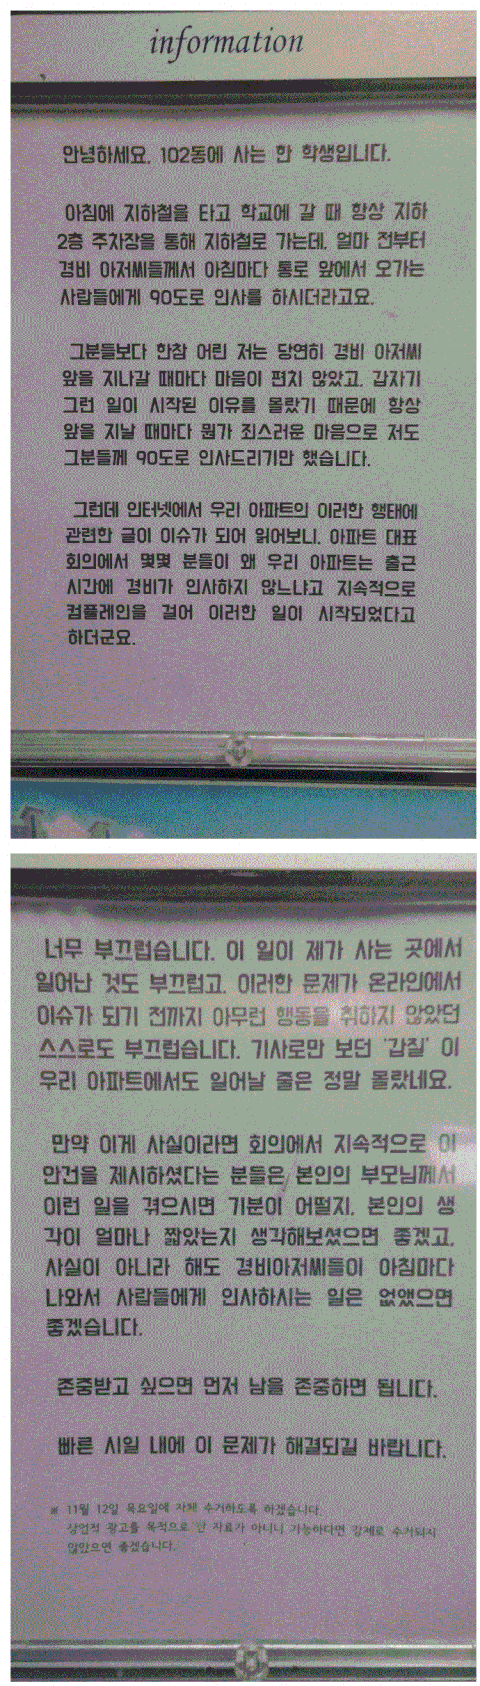 information
안녕하세요. 102동에 사는 한 학생입니다.
아침에 지하철을 타고 학교에 갈 때 항상 지하
2층 주차장을 통해 지하철로 가는데, 얼마 전부터
경비 아저씨들께서 아침마다 통로 앞에서 오가는
사람들에게 90도로 인사를 하시더라고요.
그분들보다 한참 어린 저는 당연히 경비 아저씨
앞을 지나갈 때마다 마음이 편치 않았고, 갑자기
그런 일이 시작된 이유를 몰랐기 때문에 항상
앞을 지날 때마다 뭔가 죄스러운 마음으로 저도
그분들께 90도로 인사드리기만 했습니다.
그런데 인터넷에서 우리 아파트의 이러한 행태에
관련한 글이 이슈가 되어 읽어보니, 아파트 대표
회의에서 몇몇 분들이 왜 우리 아파트는 출근
시간에 경비가 인사하지 않느냐고 지속적으로
컴플레인을 걸어 이러한 일이 시작되었다고
하더군요.
너무 부끄럽습니다. 이 일이 제가 사는 곳에서
일어난 것도 부끄럽고, 이러한 문제가 온라인에서
이슈가 되기 전까지 아무런 행동을 취하지 않았던
스스로도 부끄럽습니다. 기사로만 보던 '갑질' 이
우리 아파트에서도 일어날 줄은 정말 몰랐네요.
만약 이게 사실이라면 회의에서 지속적으로 이
안건을 제시하셨다는 분들은 본인의 부모님께서
이런 일을 겪으시면 기분이 어떨지, 본인의 생
각이 얼마나 짧았는지 생각해보셨으면 좋겠고,
사실이 아니라 해도 경비아저씨들이 아침마다
나와서 사람들에게 인사하시는 일은 없앴으면
좋겠습니다.
존중받고 싶으면 먼저 남을 존중하면 됩니다.
빠른 시일 내에 이 문제가 해결되길 바랍니다.
※ 11월 12일 목요일에 자체 수거하도록 하겠습니다.
상업적 광고를 목적으로 한 자료가 아니니 가능하다면 강제로 수거되지
않았으면 좋겠습니다.